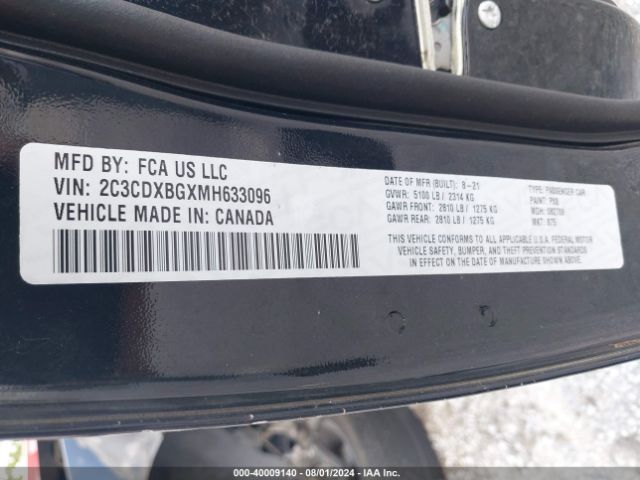 MFD BY: FCA US LLC
VIN: 2C3CDXBGXMH633096
VEHICLE MADE IN: CANADA
DATE OF MFR (BUILT): 8-21
GVWR: 5100 LB / 2314 KG
GAWR FRONT: 2810 LB / 1275 KG
GAWR REAR: 2810 LB / 1275 KG
TYPE: PASSENGER CAR
PAINT: PX8
MDH:
MKT:
THIS VEHICLE CONFORMS TO ALL APPLICABLE U.S.A. FEDERAL MOTOR
VEHICLE SAFETY, BUMPER, AND THEFT PREVENTION STANDARDS
IN EFFECT ON THE DATE OF MANUFACTURE SHOWN ABOVE.
000-40009140 - 08/01/2024 - IAA Inc.